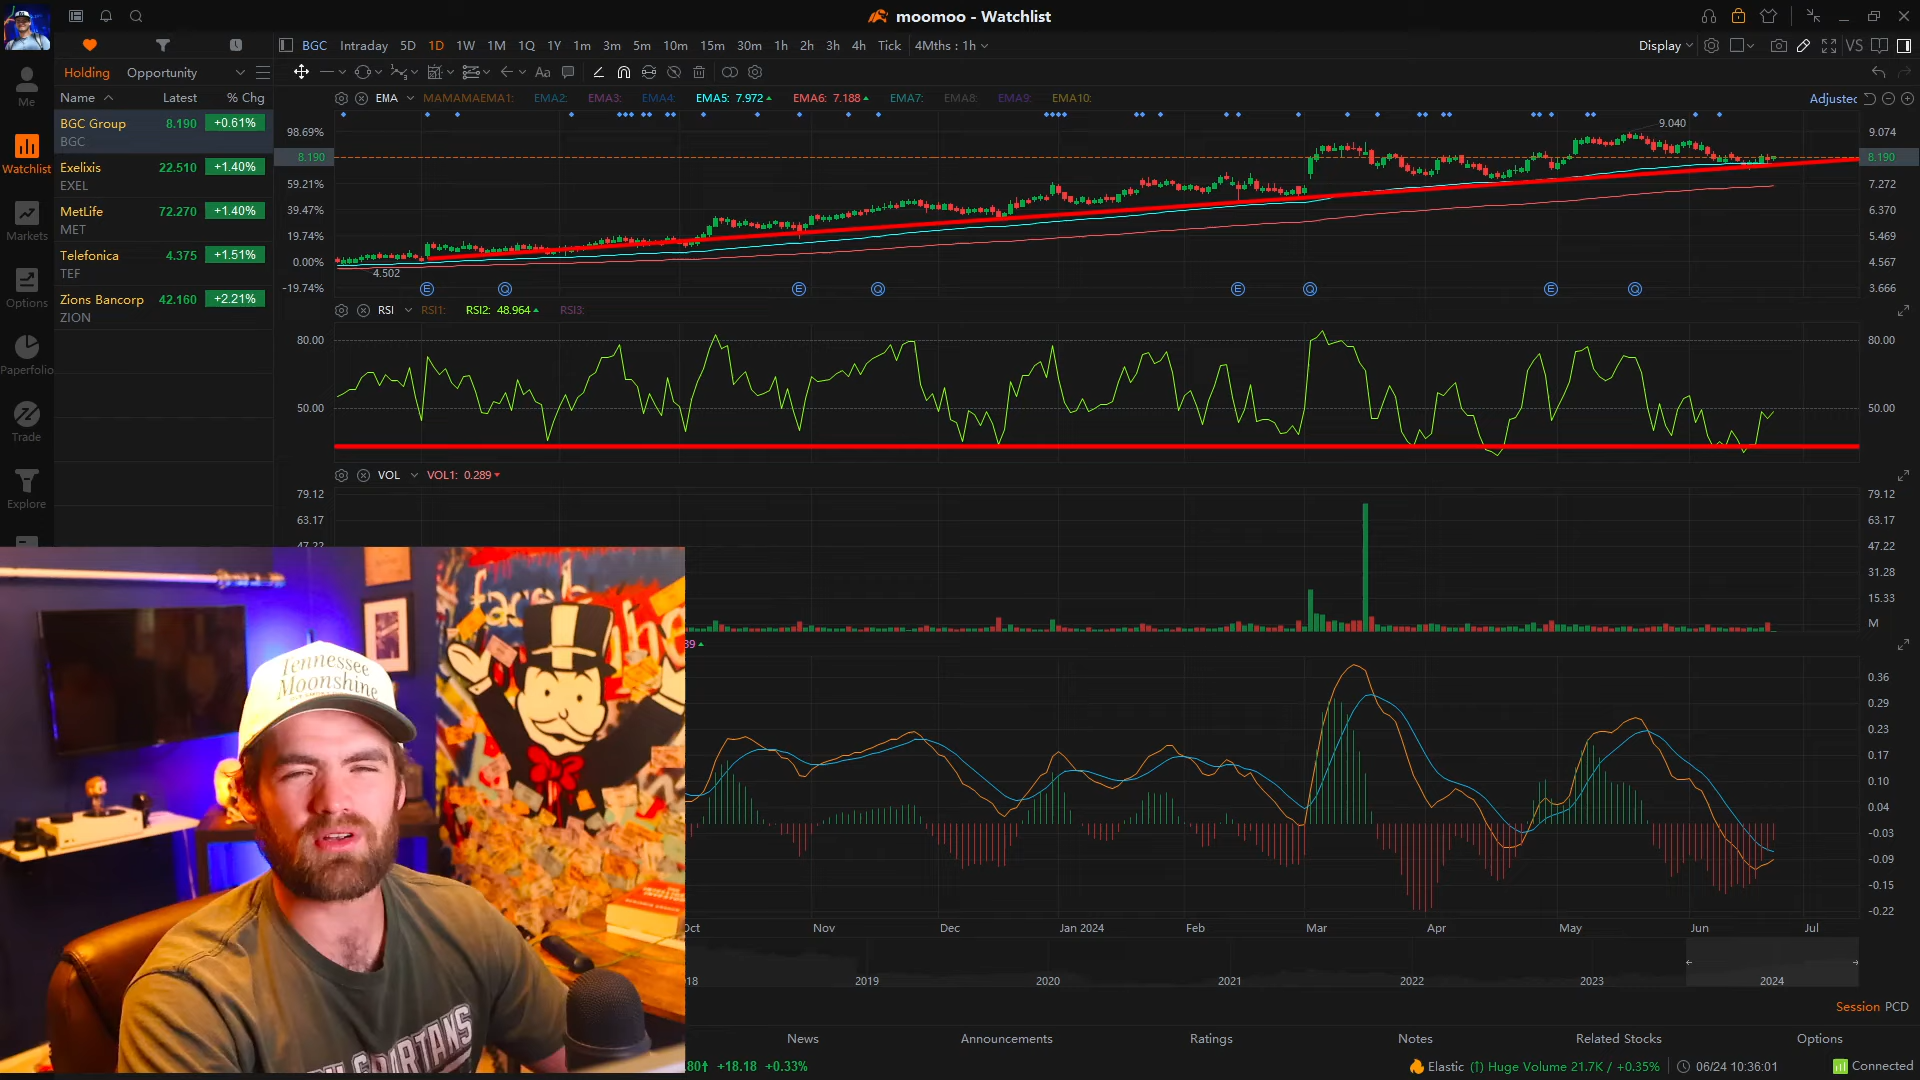 moomoo - Watchlist
BGC Intraday 5D 1D 1W 1M 1Q 1Y 1m 3m 5m 10m 15m 30m 1h 2h 3h 4h Tick 4Mths : 1h
Display VS
Holding Opportunity
Aa
Name Latest % Chg
BGC Group 8.190 +0.61%
BGC
Exelixis 22.510 +1.40%
EXEL
MetLife 72.270 +1.40%
MET
Telefonica 4.375 +1.51%
TEF
Zions Bancorp 42.160 +2.21%
ZION
Me
Watchlist
Markets
Options
Paperfolio
Trade
Explore
EMA MAMAMAEMA1: EMA2: EMA3: EMA4: EMA5: 7.972 EMA6: 7.188 EMA7: EMA8: EMA9: EMA10:
Adjusted
98.69% 9.040 9.074
8.190 8.190
59.21% 7.272
39.47% 6.370
19.74% 5.469
0.00% 4.567
4.502
-19.74% E Q E Q E Q E Q 3.666
RSI RSI1: RSI2: 48.964 RSI3:
80.00 80.00
50.00 50.00
VOL VOL1: 0.289
79.12 79.12
63.17 63.17
47.22 47.22
31.28
15.33
M
39
0.36
0.29
0.23
0.17
0.10
0.04
-0.03
-0.09
-0.15
-0.22
Oct Nov Dec Jan 2024 Feb Mar Apr May Jun Jul
18 2019 2020 2021 2022 2023 2024
Session PCD
News Announcements Ratings Notes Related Stocks Options
80 +18.18 +0.33%
Elastic (↑) Huge Volume 21.7K / +0.35% 06/24 10:36:01 Connected
Tennessee
Moonshine